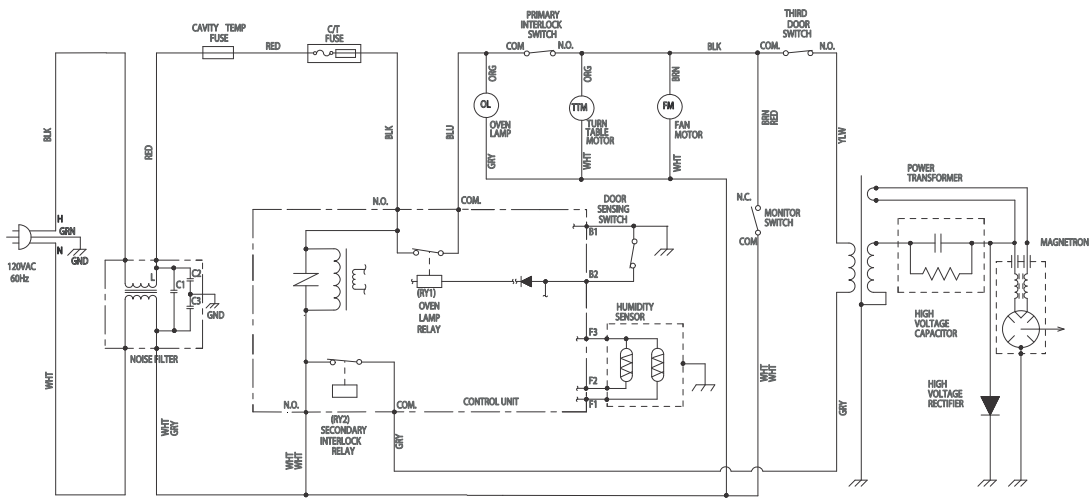 CAVITY TEMP
FUSE
RED
C/T
FUSE
PRIMARY
INTERLOCK
SWITCH
COM
N.O.
BLK
THIRD
DOOR
SWITCH
COM.
N.O.
ORG
ORG
BRN
OL
OVEN
LAMP
TTM
TURN
TABLE
MOTOR
FM
FAN
MOTOR
BLK
RED
BLK
BLU
GRY
WHT
WHT
BRN
RED
YLW
POWER
TRANSFORMER
H
GRN
N
GND
120VAC
60Hz
N.O.
COM.
DOOR
SENSING
SWITCH
B1
N.C.
MONITOR
SWITCH
COM
MAGNETRON
L
C1
C2
C3
GND
NOISE FILTER
B2
(RY1)
OVEN
LAMP
RELAY
HUMIDITY
SENSOR
F3
F2
F1
HIGH
VOLTAGE
CAPACITOR
WHT
WHT
GRY
N.O.
COM.
CONTROL UNIT
(RY2)
SECONDARY
INTERLOCK
RELAY
WHT
WHT
GRY
WHT
WHT
GRY
HIGH
VOLTAGE
RECTIFIER